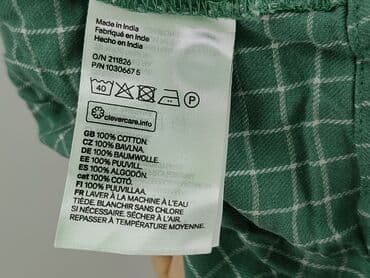 Made in India
Fabriqué en Inde
Hecho en India
O/N 211826
P/N 1030667 5
40
P
clevercare.info
GB 100% COTTON.
CZ 100% BAVLNA.
DE 100% BAUMWOLLE.
EE 100% PUUVILL.
ES 100% ALGODÓN.
cat 100% COTÓ.
FI 100% PUUVILLAA.
FR LAVER À LA MACHINE À L'EAU
TIÈDE. BLANCHIR SANS CHLORE
SI NÉCESSAIRE. SÉCHER À L'AIR.
REPASSER À TEMPÉRATURE MOYENNE.